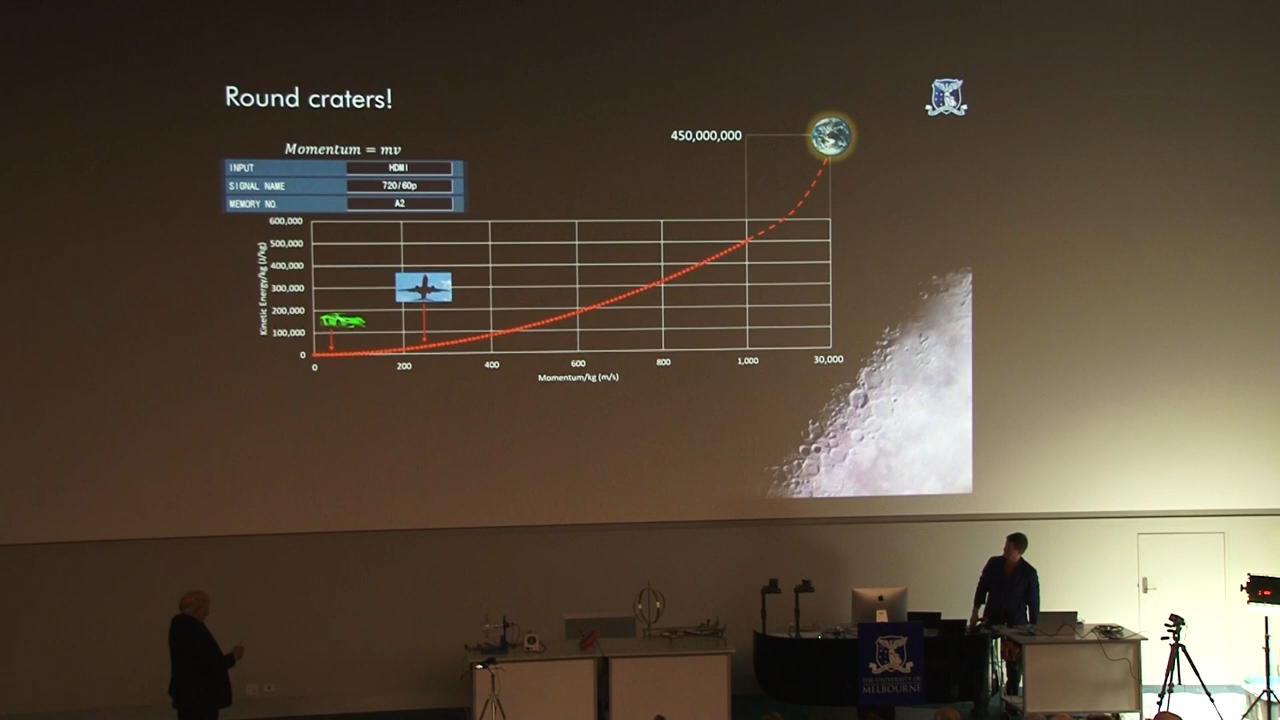 Round craters!
Momentum = mv
INPUT HDMI
SIGNAL NAME 720/60p
MEMORY NO. A2
450,000,000
600,000
500,000
400,000
300,000
200,000
100,000
0
Kinetic Energy/kg (J/kg)
0 200 400 600 800 1,000 30,000
Momentum/kg (m/s)
THE UNIVERSITY OF
MELBOURNE